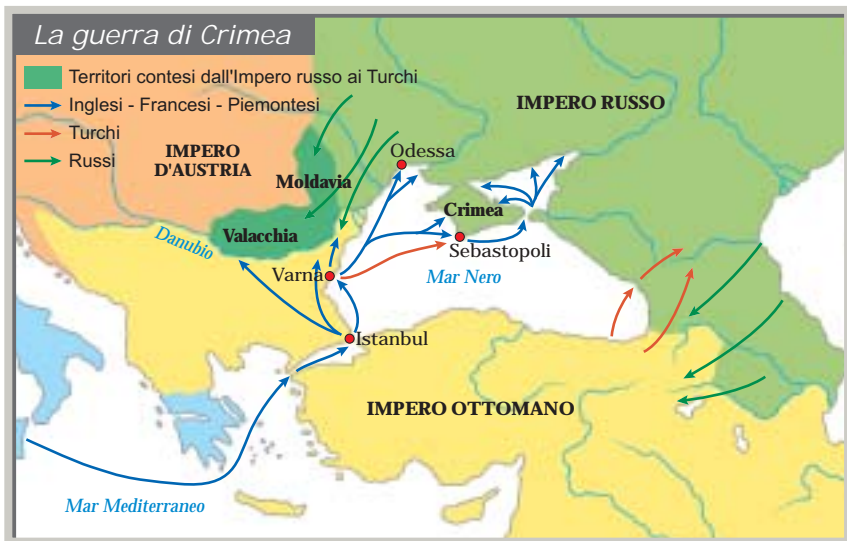 La guerra di Crimea
Territori contesi dall'Impero russo ai Turchi
Inglesi - Francesi - Piemontesi
Turchi
Russi
IMPERO RUSSO
IMPERO
D'AUSTRIA
Odessa
Moldavia
Crimea
Valacchia
Danubio
Sebastopoli
Varna
Mar Nero
Istanbul
IMPERO OTTOMANO
Mar Mediterraneo